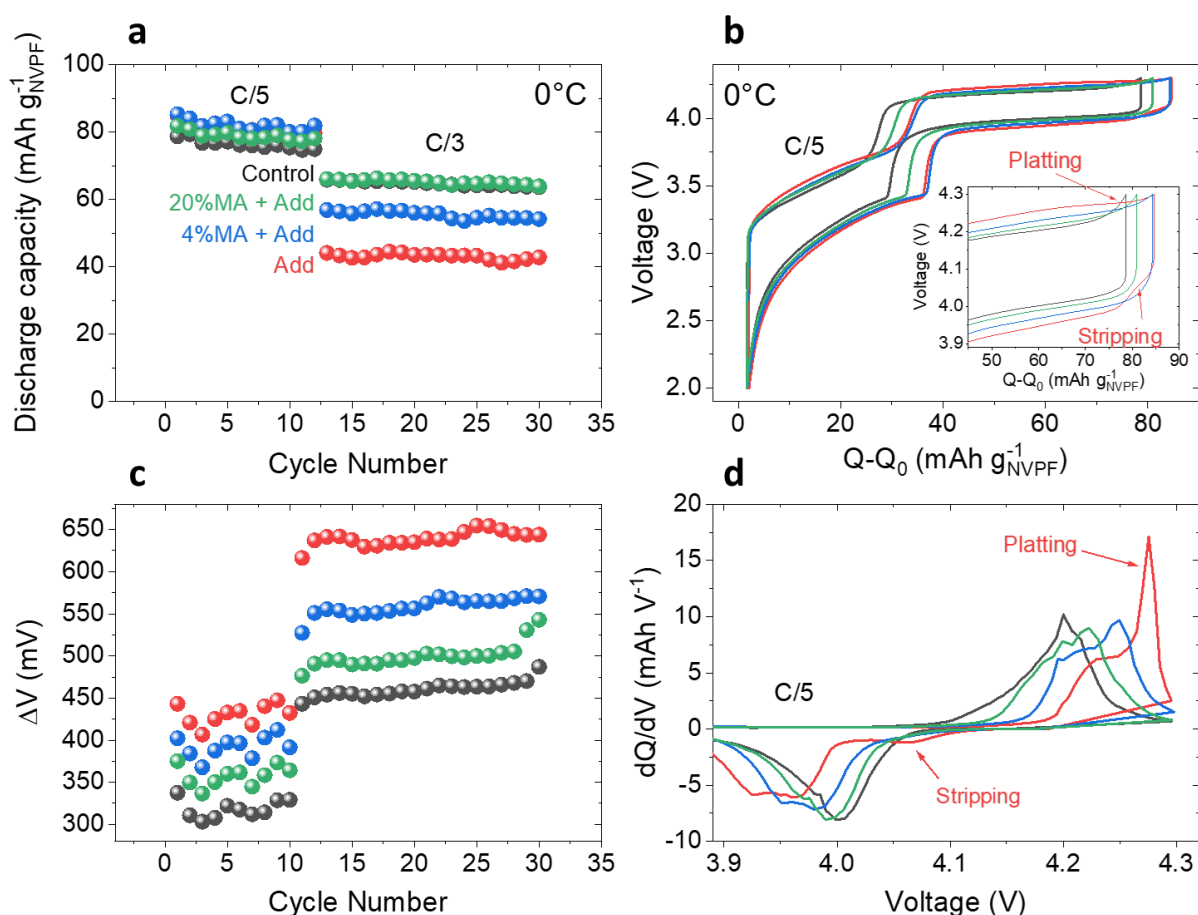 a
Discharge capacity (mAh g⁻¹NVPF)
100
80
60
40
20
0
C/5
0°C
C/3
Control
20%MA + Add
4%MA + Add
Add
0 5 10 15 20 25 30 35
Cycle Number
b
Voltage (V)
4.0
3.5
3.0
2.5
2.0
0°C
C/5
Platting
Voltage (V)
4.3
4.2
4.1
4.0
3.9
Stripping
50 60 70 80 90
Q-Q₀ (mAh g⁻¹NVPF)
0 20 40 60 80
Q-Q₀ (mAh g⁻¹NVPF)
c
ΔV (mV)
650
600
550
500
450
400
350
300
0 5 10 15 20 25 30 35
Cycle Number
d
dQ/dV (mAh V⁻¹)
20
15
10
5
0
-5
-10
Platting
C/5
Stripping
3.9 4.0 4.1 4.2 4.3
Voltage (V)